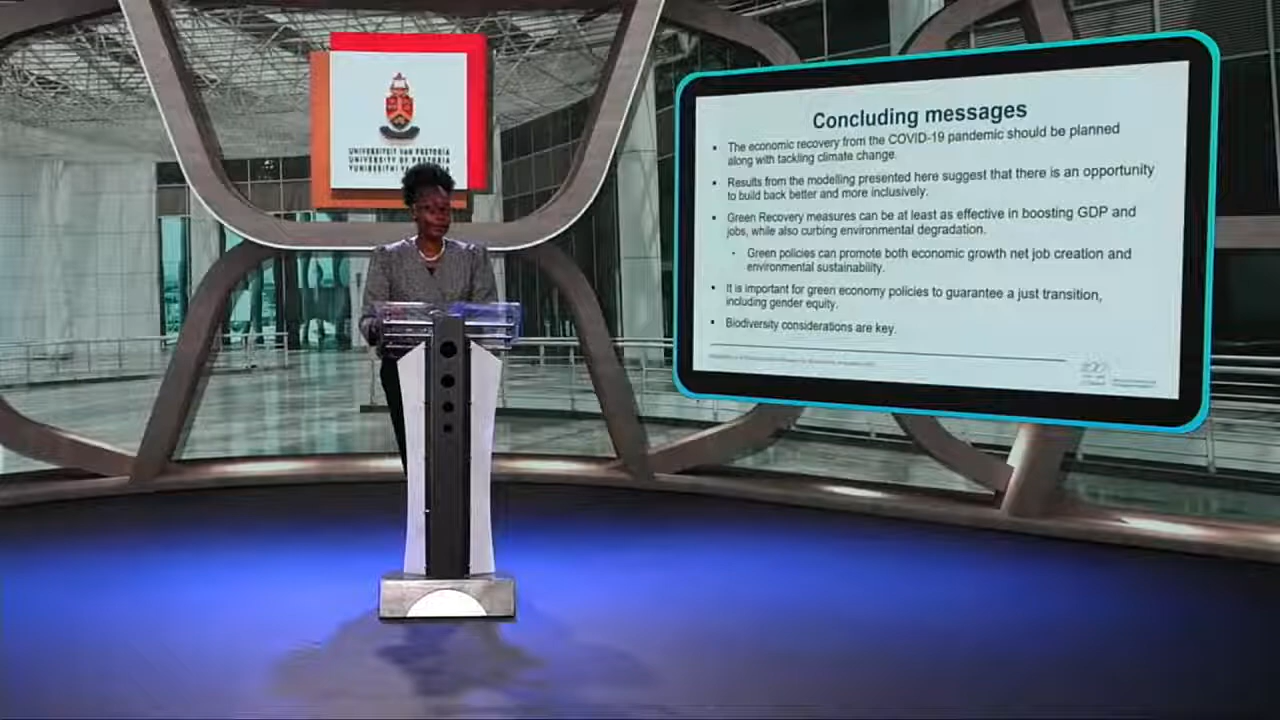 UNIVERSITEIT VAN PRETORIA
UNIVERSITY OF PRETORIA
YUNIBESITHI
Concluding messages
The economic recovery from the COVID-19 pandemic should be planned
along with tackling climate change.
Results from the modelling presented here suggest that there is an opportunity
to build back better and more inclusively.
Green Recovery measures can be at least as effective in boosting GDP and
jobs, while also curbing environmental degradation.
Green policies can promote both economic growth net job creation and
environmental sustainability.
It is important for green economy policies to guarantee a just transition,
including gender equity.
Biodiversity considerations are key.